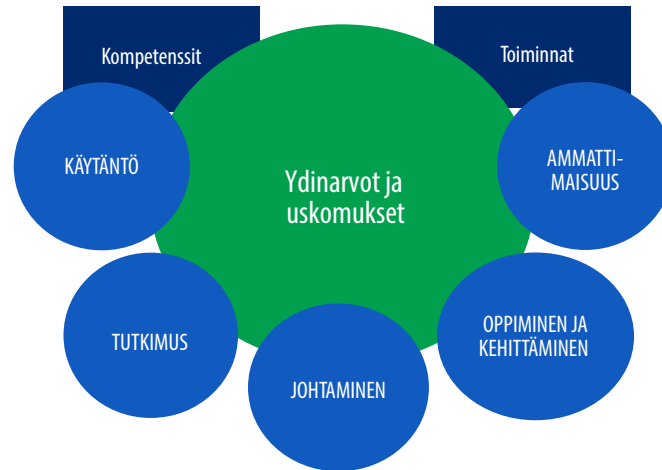 Kompetenssit
Toiminnat
KÄYTÄNTÖ
Ydinarvot ja
uskomukset
AMMATTI-
MAISUUS
TUTKIMUS
JOHTAMINEN
OPPIMINEN JA
KEHITTÄMINEN